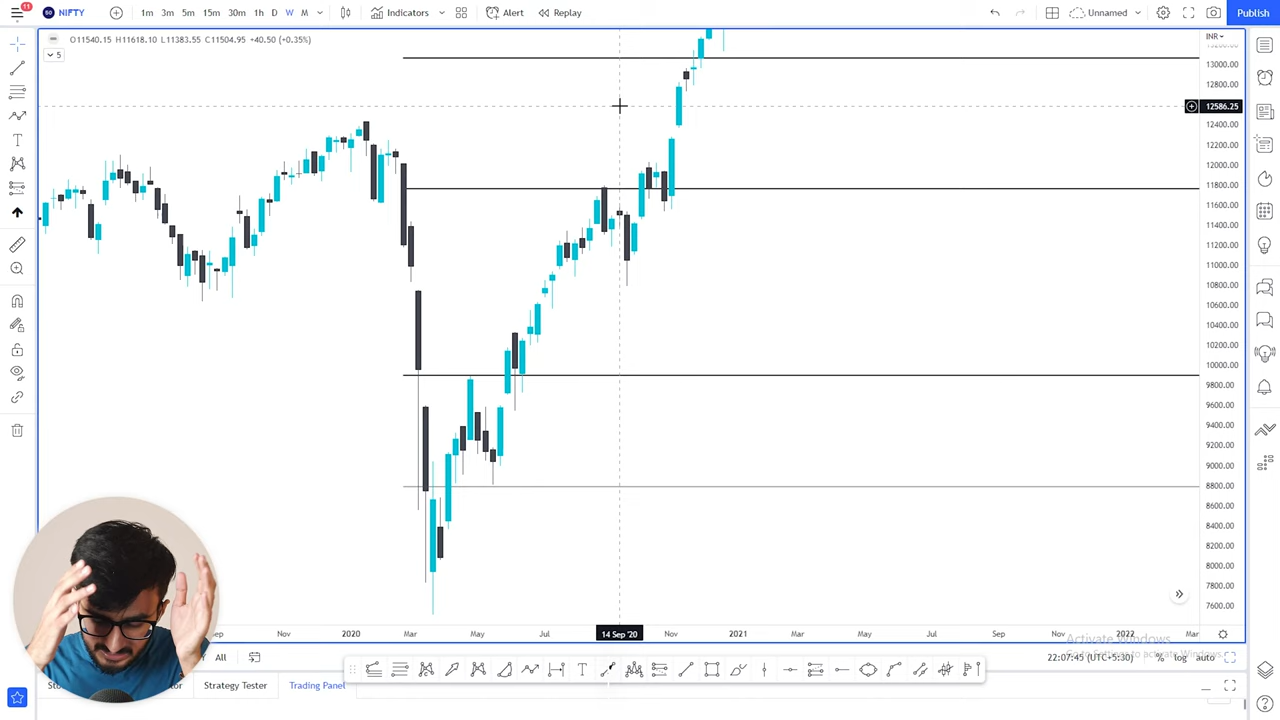 11
50 NIFTY
1m 3m 5m 15m 30m 1h D W M
Indicators
Alert
Replay
Unnamed
Publish
O11540.15 H11618.10 L11383.55 C11504.95 +40.50 (+0.35%)
5
INR
13000.00
12800.00
12586.25
12400.00
12200.00
12000.00
11800.00
11600.00
11400.00
11200.00
11000.00
10800.00
10600.00
10400.00
10200.00
10000.00
9800.00
9600.00
9400.00
9200.00
9000.00
8800.00
8600.00
8400.00
8200.00
8000.00
7800.00
7600.00
Nov 2020 Mar May Jul 14 Sep '20 Nov 2021 Mar May Jul Sep Nov 2022 Mar
Activate Windows
All
22:07:45 (UTC+5:30) % log auto
Strategy Tester
Trading Panel